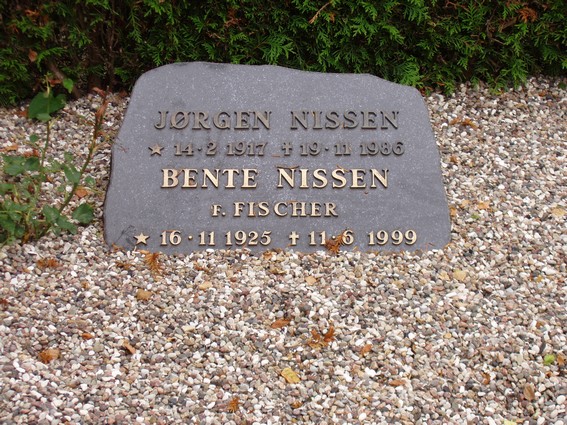 JØRGEN NISSEN
★ 14·2 1917 ✝ 19·11 1986
BENTE NISSEN
F. FISCHER
★ 16·11 1925 ✝ 11·6 1999